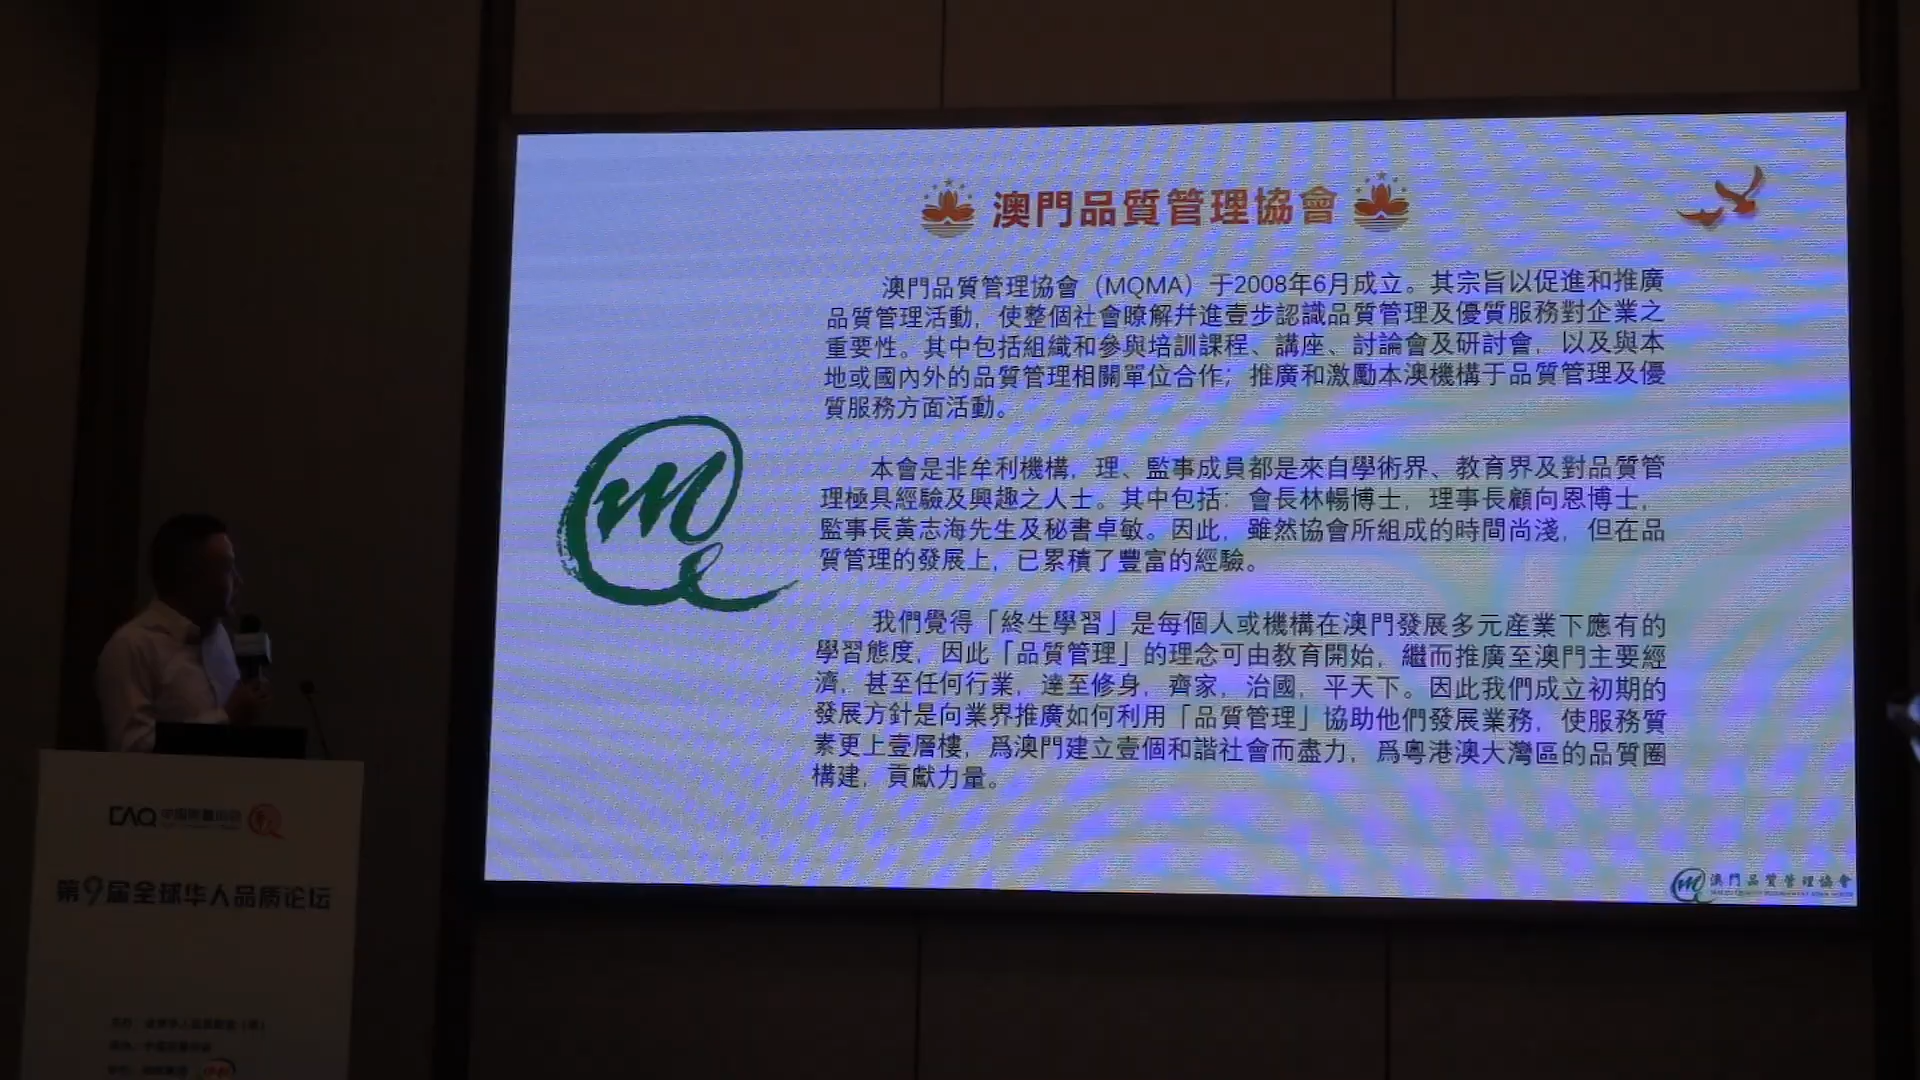 澳門品質管理協會
澳門品質管理協會（MQMA）于2008年6月成立。其宗旨以促進和推廣
品質管理活動，使整個社會瞭解幷進壹步認識品質管理及優質服務對企業之
重要性。其中包括組織和參與培訓課程、講座、討論會及研討會，以及與本
地或國內外的品質管理相關單位合作；推廣和激勵本澳機構于品質管理及優
質服務方面活動。
本會是非牟利機構，理、監事成員都是來自學術界、教育界及對品質管
理極具經驗及興趣之人士。其中包括：會長林暢博士，理事長顧向恩博士，
監事長黃志海先生及秘書卓敏。因此，雖然協會所組成的時間尚淺，但在品
質管理的發展上，已累積了豐富的經驗。
我們覺得「終生學習」是每個人或機構在澳門發展多元産業下應有的
學習態度，因此「品質管理」的理念可由教育開始，繼而推廣至澳門主要經
濟，甚至任何行業，達至修身，齊家，治國，平天下。因此我們成立初期的
發展方針是向業界推廣如何利用「品質管理」協助他們發展業務，使服務質
素更上壹層樓，爲澳門建立壹個和諧社會而盡力，爲粵港澳大灣區的品質圈
構建，貢獻力量。
澳門品質管理協會
CAQ 中国质量协会
第9届全球华人品质论坛